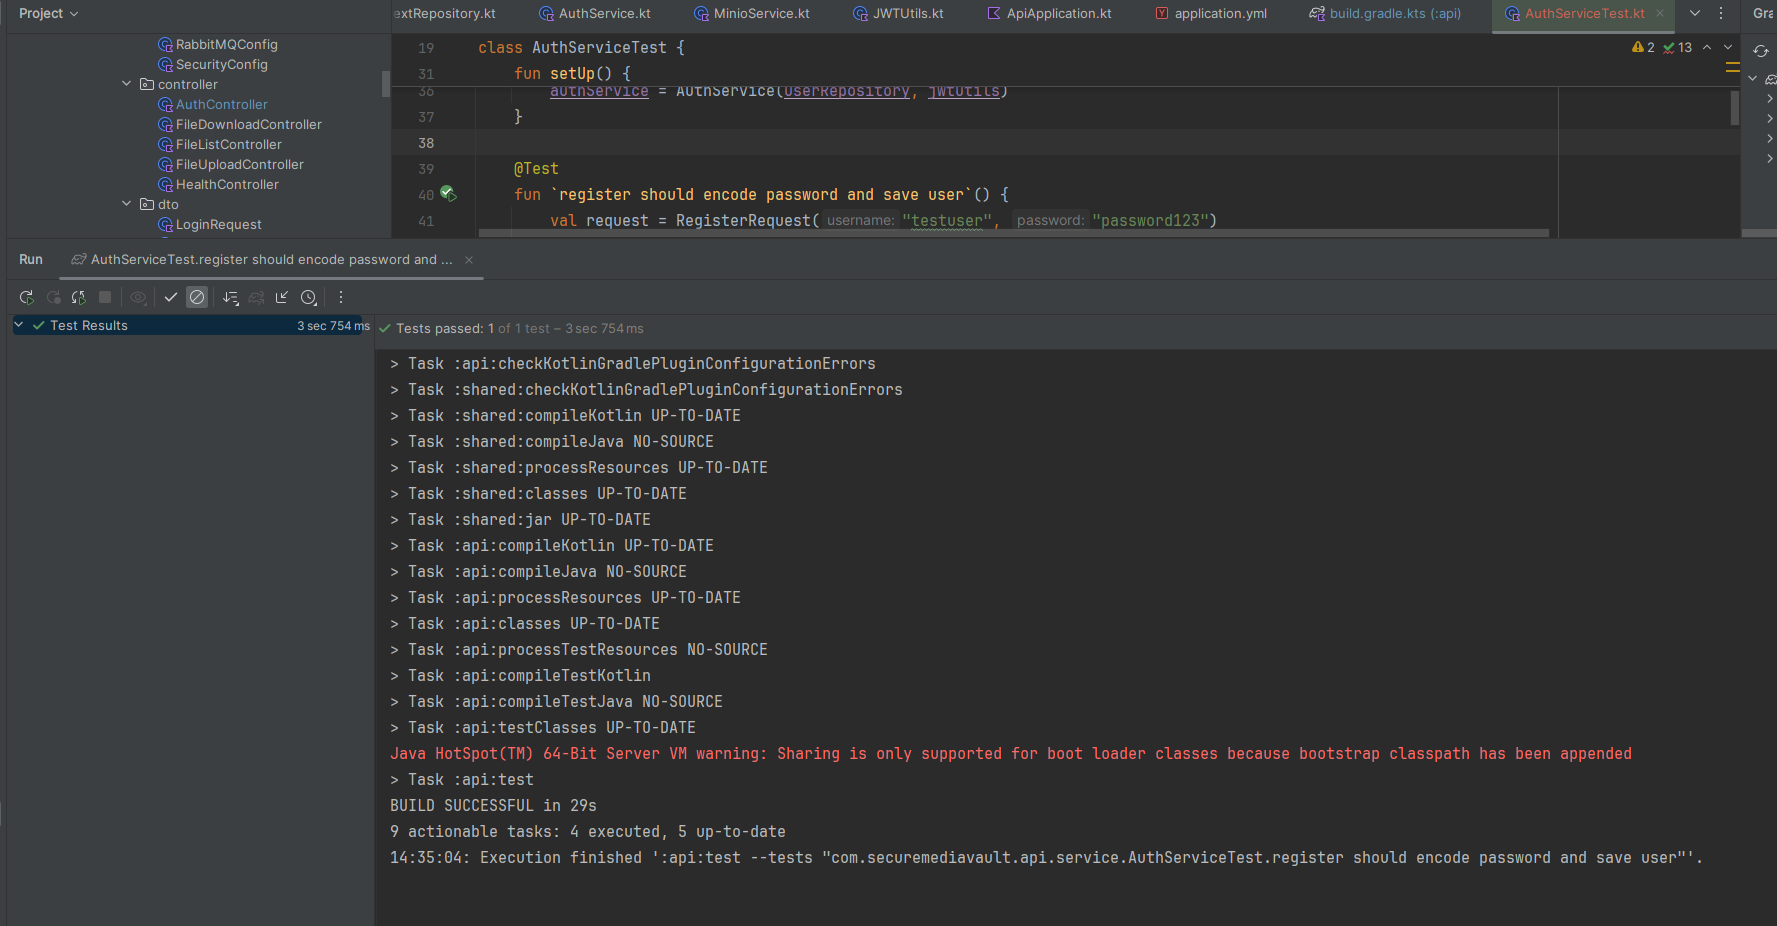 Project
extRepository.kt AuthService.kt MinioService.kt JWTUtils.kt ApiApplication.kt application.yml build.gradle.kts (:api) AuthServiceTest.kt Gra
RabbitMQConfig
SecurityConfig
controller
AuthController
FileDownloadController
FileListController
FileUploadController
HealthController
dto
LoginRequest
19 class AuthServiceTest {
2 13
31 fun setUp() {
36 authService = AuthService(userRepository, jwtUtils)
37 }
38
39 @Test
40 fun `register should encode password and save user`() {
41 val request = RegisterRequest( username: "testuser", password: "password123")
Run AuthServiceTest.register should encode password and ...
Test Results 3 sec 754 ms
Tests passed: 1 of 1 test – 3 sec 754 ms
> Task :api:checkKotlinGradlePluginConfigurationErrors
> Task :shared:checkKotlinGradlePluginConfigurationErrors
> Task :shared:compileKotlin UP-TO-DATE
> Task :shared:compileJava NO-SOURCE
> Task :shared:processResources UP-TO-DATE
> Task :shared:classes UP-TO-DATE
> Task :shared:jar UP-TO-DATE
> Task :api:compileKotlin UP-TO-DATE
> Task :api:compileJava NO-SOURCE
> Task :api:processResources UP-TO-DATE
> Task :api:classes UP-TO-DATE
> Task :api:processTestResources NO-SOURCE
> Task :api:compileTestKotlin
> Task :api:compileTestJava NO-SOURCE
> Task :api:testClasses UP-TO-DATE
Java HotSpot(TM) 64-Bit Server VM warning: Sharing is only supported for boot loader classes because bootstrap classpath has been appended
> Task :api:test
BUILD SUCCESSFUL in 29s
9 actionable tasks: 4 executed, 5 up-to-date
14:35:04: Execution finished ':api:test --tests "com.securemediavault.api.service.AuthServiceTest.register should encode password and save user"'.